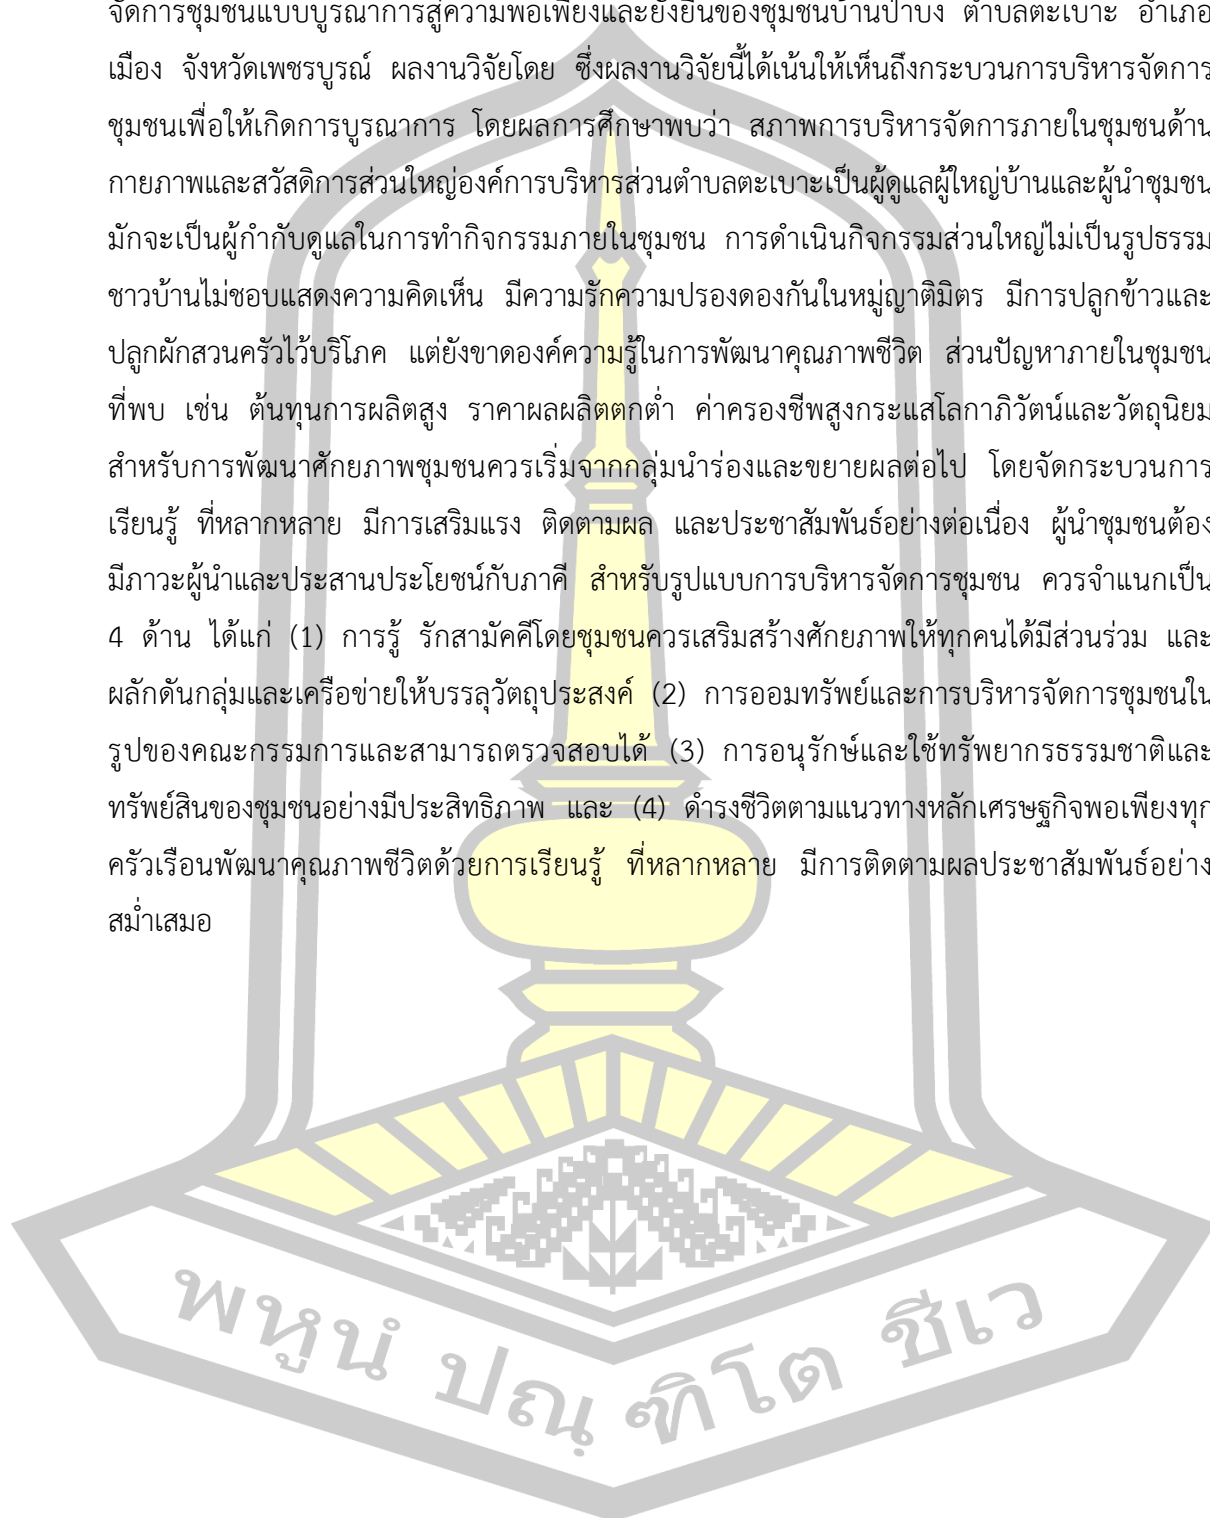 จัดการชุมชนแบบบูรณาการสู่ความพอเพียงและยั่งยืนของชุมชนบ้านป่าบง ตำบลตะเบาะ อำเภอ
เมือง จังหวัดเพชรบูรณ์ ผลงานวิจัยโดย ซึ่งผลงานวิจัยนี้ได้เน้นให้เห็นถึงกระบวนการบริหารจัดการ
ชุมชนเพื่อให้เกิดการบูรณาการ โดยผลการศึกษาพบว่า สภาพการบริหารจัดการภายในชุมชนด้าน
กายภาพและสวัสดิการส่วนใหญ่องค์การบริหารส่วนตำบลตะเบาะเป็นผู้ดูแลผู้ใหญ่บ้านและผู้นำชุมชน
มักจะเป็นผู้กำกับดูแลในการทำกิจกรรมภายในชุมชน การดำเนินกิจกรรมส่วนใหญ่ไม่เป็นรูปธรรม
ชาวบ้านไม่ชอบแสดงความคิดเห็น มีความรักความปรองดองกันในหมู่ญาติมิตร มีการปลูกข้าวและ
ปลูกผักสวนครัวไว้บริโภค แต่ยังขาดองค์ความรู้ในการพัฒนาคุณภาพชีวิต ส่วนปัญหาภายในชุมชน
ที่พบ เช่น ต้นทุนการผลิตสูง ราคาผลผลิตตกต่ำ ค่าครองชีพสูงกระแสโลกาภิวัตน์และวัตถุนิยม
สำหรับการพัฒนาศักยภาพชุมชนควรเริ่มจากกลุ่มนำร่องและขยายผลต่อไป โดยจัดกระบวนการ
เรียนรู้ ที่หลากหลาย มีการเสริมแรง ติดตามผล และประชาสัมพันธ์อย่างต่อเนื่อง ผู้นำชุมชนต้อง
มีภาวะผู้นำและประสานประโยชน์กับภาคี สำหรับรูปแบบการบริหารจัดการชุมชน ควรจำแนกเป็น
4 ด้าน ได้แก่ (1) การรู้ รักสามัคคีโดยชุมชนควรเสริมสร้างศักยภาพให้ทุกคนได้มีส่วนร่วม และ
ผลักดันกลุ่มและเครือข่ายให้บรรลุวัตถุประสงค์ (2) การออมทรัพย์และการบริหารจัดการชุมชนใน
รูปของคณะกรรมการและสามารถตรวจสอบได้ (3) การอนุรักษ์และใช้ทรัพยากรธรรมชาติและ
ทรัพย์สินของชุมชนอย่างมีประสิทธิภาพ และ (4) ดำรงชีวิตตามแนวทางหลักเศรษฐกิจพอเพียงทุก
ครัวเรือนพัฒนาคุณภาพชีวิตด้วยการเรียนรู้ ที่หลากหลาย มีการติดตามผลประชาสัมพันธ์อย่าง
สม่ำเสมอ
พหูนํ ปณฺฑิโต ชีเว